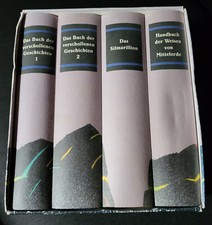 Das Buch der
verschollenen
Geschichten
1
Das Buch der
verschollenen
Geschichten
2
Das
Silmarillion
Handbuch
der Weisen
von
Mittelerde